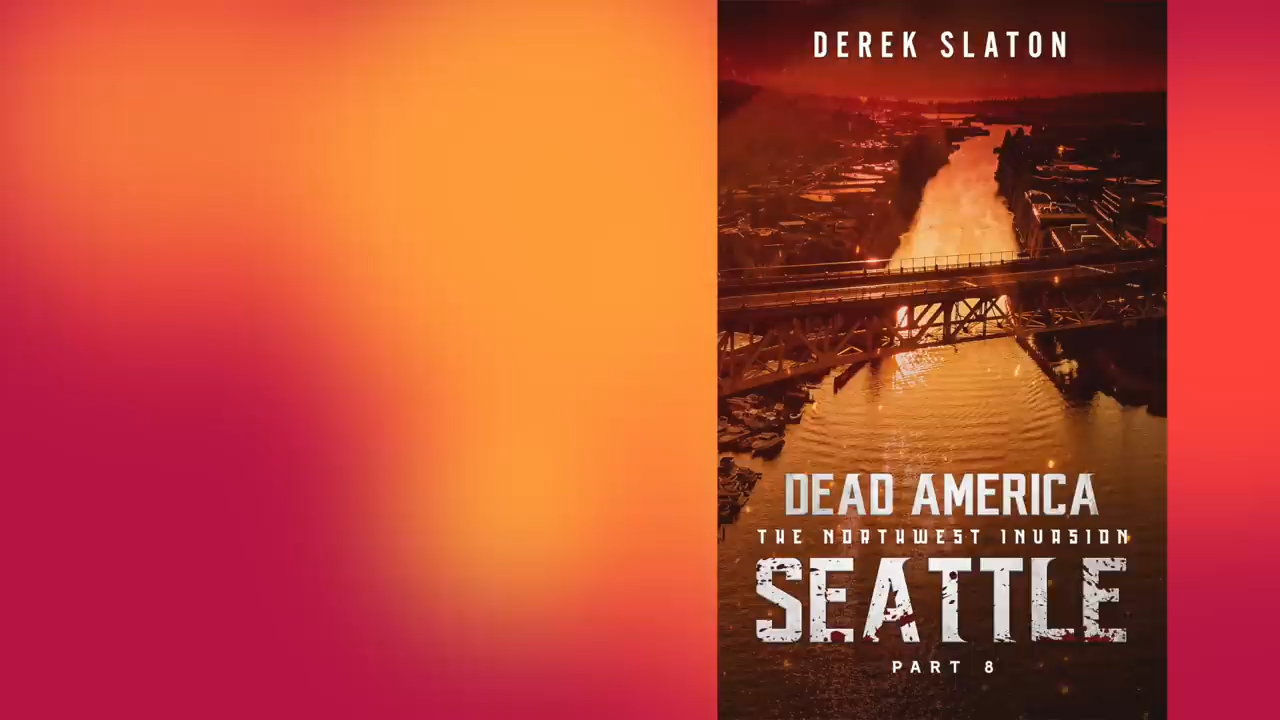 DEREK SLATON
DEAD AMERICA
THE NORTHWEST INVASION
SEATTLE
PART 8